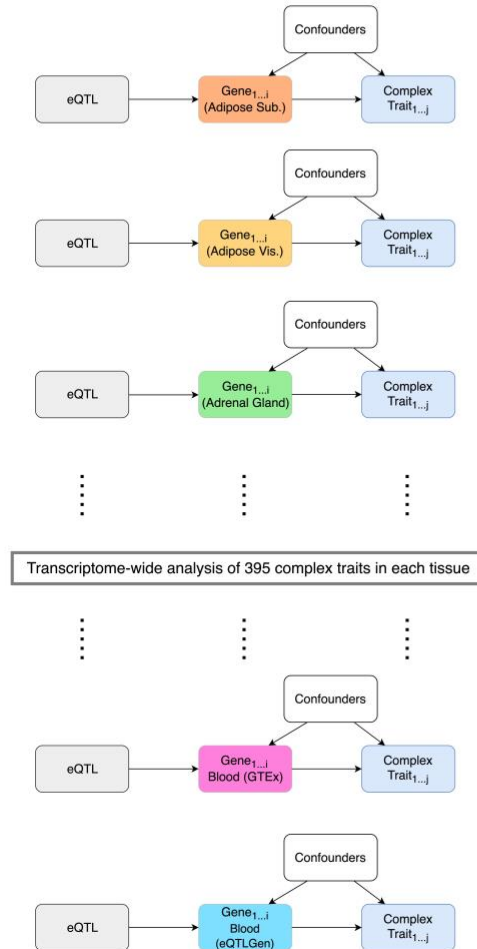 Confounders
eQTL
Gene1...i
(Adipose Sub.)
Complex
Trait1...j
Confounders
eQTL
Gene1...i
(Adipose Vis.)
Complex
Trait1...j
Confounders
eQTL
Gene1...i
(Adrenal Gland)
Complex
Trait1...j
Transcriptome-wide analysis of 395 complex traits in each tissue
Confounders
eQTL
Gene1...i
Blood (GTEx)
Complex
Trait1...j
Confounders
eQTL
Gene1...i
Blood
(eQTLGen)
Complex
Trait1...j